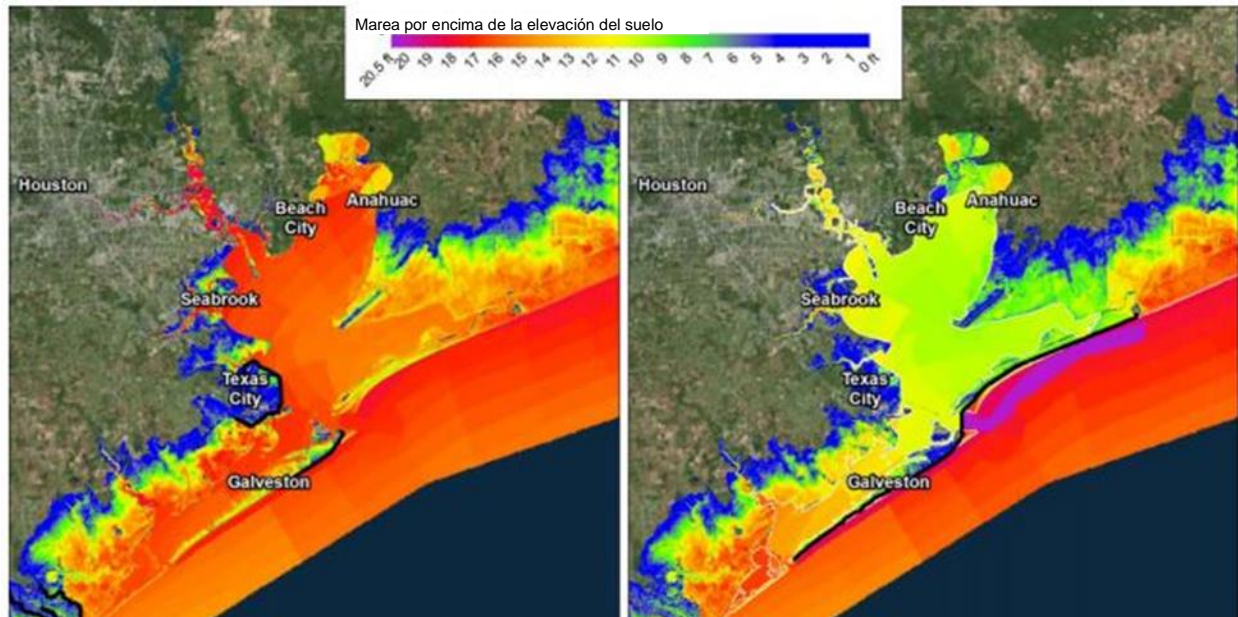 Marea por encima de la elevación del suelo
20.5 ft 20 19 18 17 16 15 14 13 12 11 10 9 8 7 6 5 4 3 2 1 0 ft
Houston
Beach
City
Anahuac
Seabrook
Texas
City
Galveston
Houston
Beach
City
Anahuac
Seabrook
Texas
City
Galveston